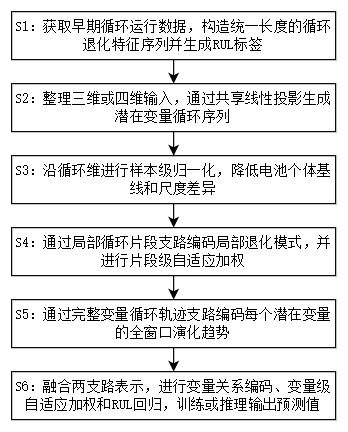 S1：获取早期循环运行数据，构造统一长度的循环
退化特征序列并生成RUL标签
S2：整理三维或四维输入，通过共享线性投影生成
潜在变量循环序列
S3：沿循环维进行样本级归一化，降低电池个体基
线和尺度差异
S4：通过局部循环片段支路编码局部退化模式，并
进行片段级自适应加权
S5：通过完整变量循环轨迹支路编码每个潜在变量
的全窗口演化趋势
S6：融合两支路表示，进行变量关系编码、变量级
自适应加权和RUL回归，训练或推理输出预测值